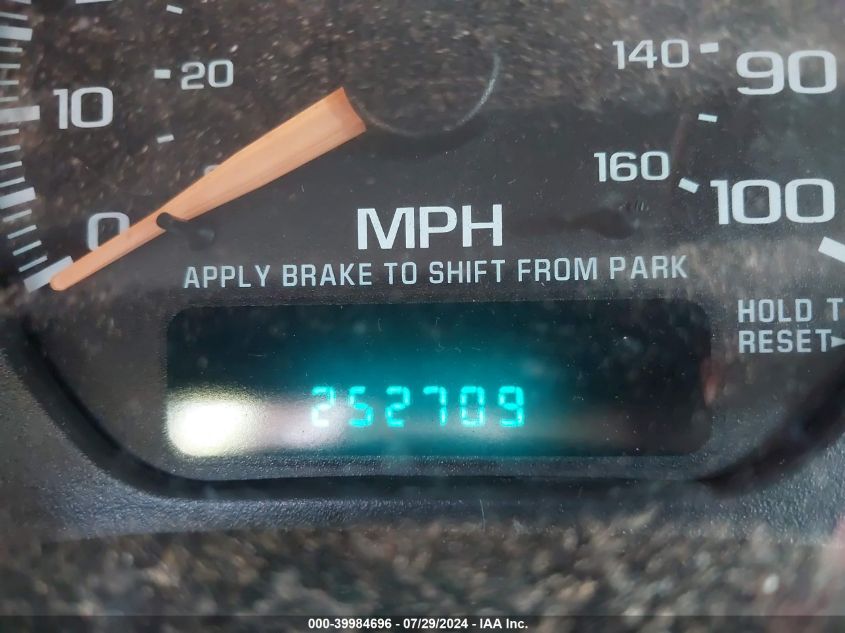 140 90
20
10
160 100
0
MPH
APPLY BRAKE TO SHIFT FROM PARK
HOLD T
RESET
252709
000-39984696 / 07/29/2024 - IAA Inc.